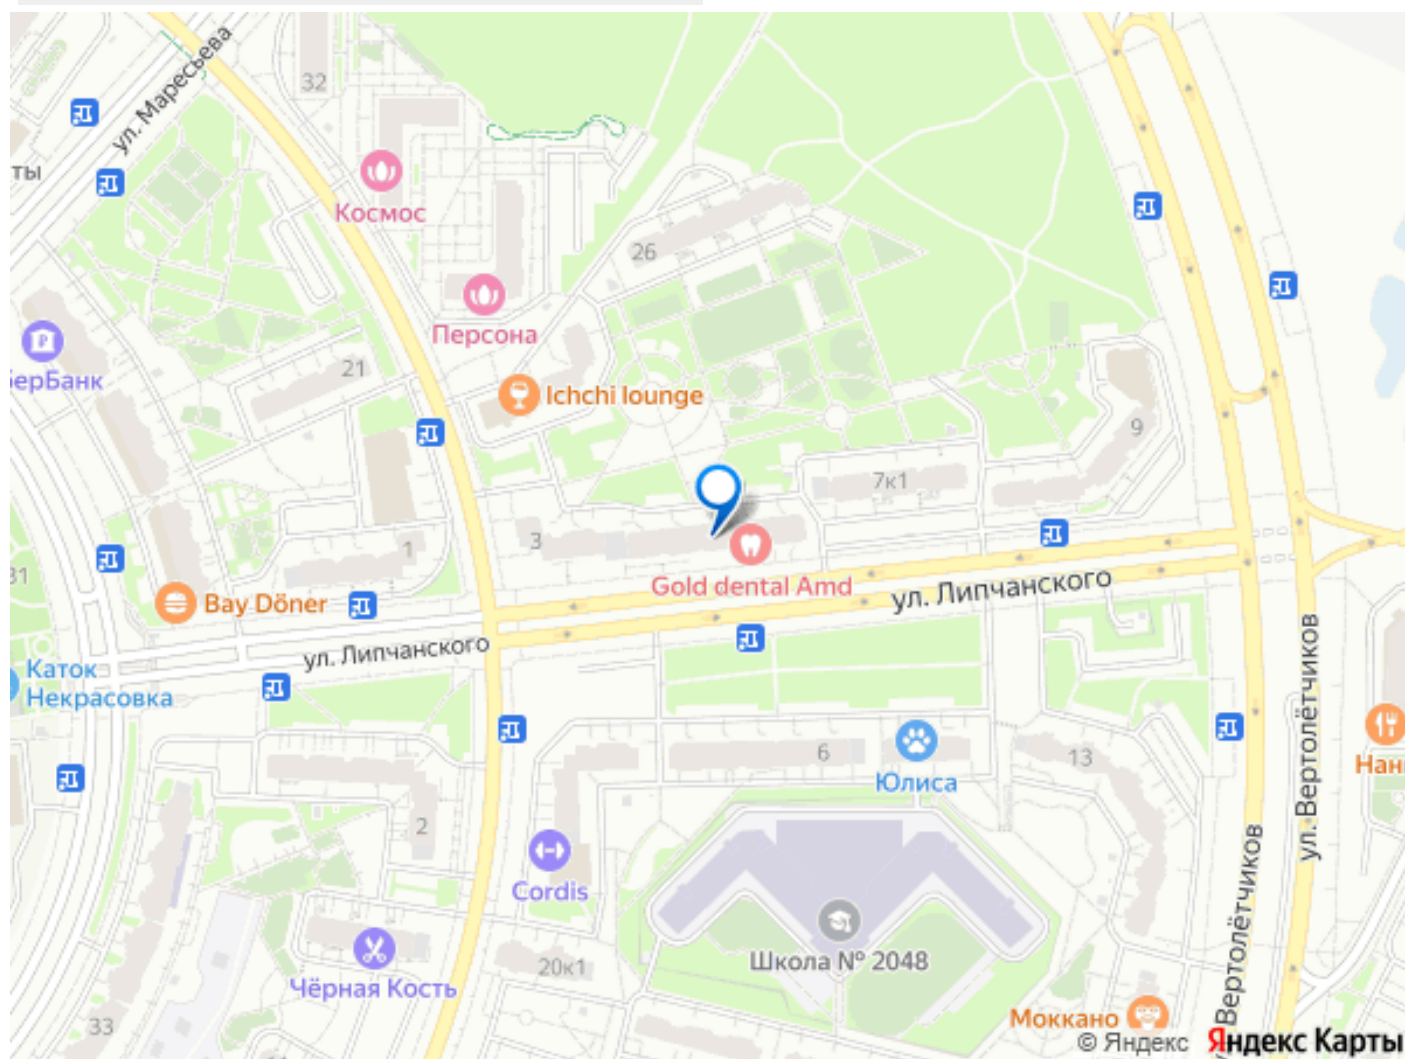 ул. Маресьева
32
ты
Космос
26
Персона
ерБанк
21
Ichchi lounge
9
7к1
3
1
31
Gold dental Amd
Bay Döner
ул. Липчанского
ул. Липчанского
Каток
Некрасовка
ул. Вертолётчиков
6
Юлиса
13
Нан
2
Cordis
Школа № 2048
20к1
Чёрная Кость
33
Вертолётчиков
Моккано
© Яндекс Яндекс Карты